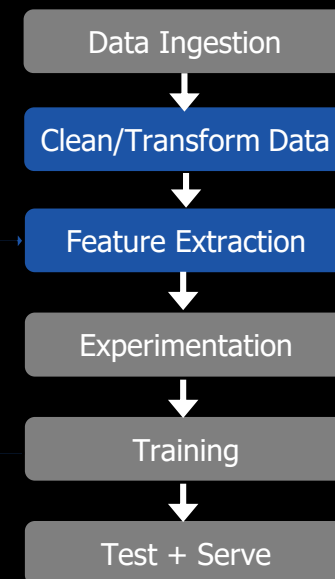 Data Ingestion
Clean/Transform Data
Feature Extraction
Experimentation
Training
Test + Serve